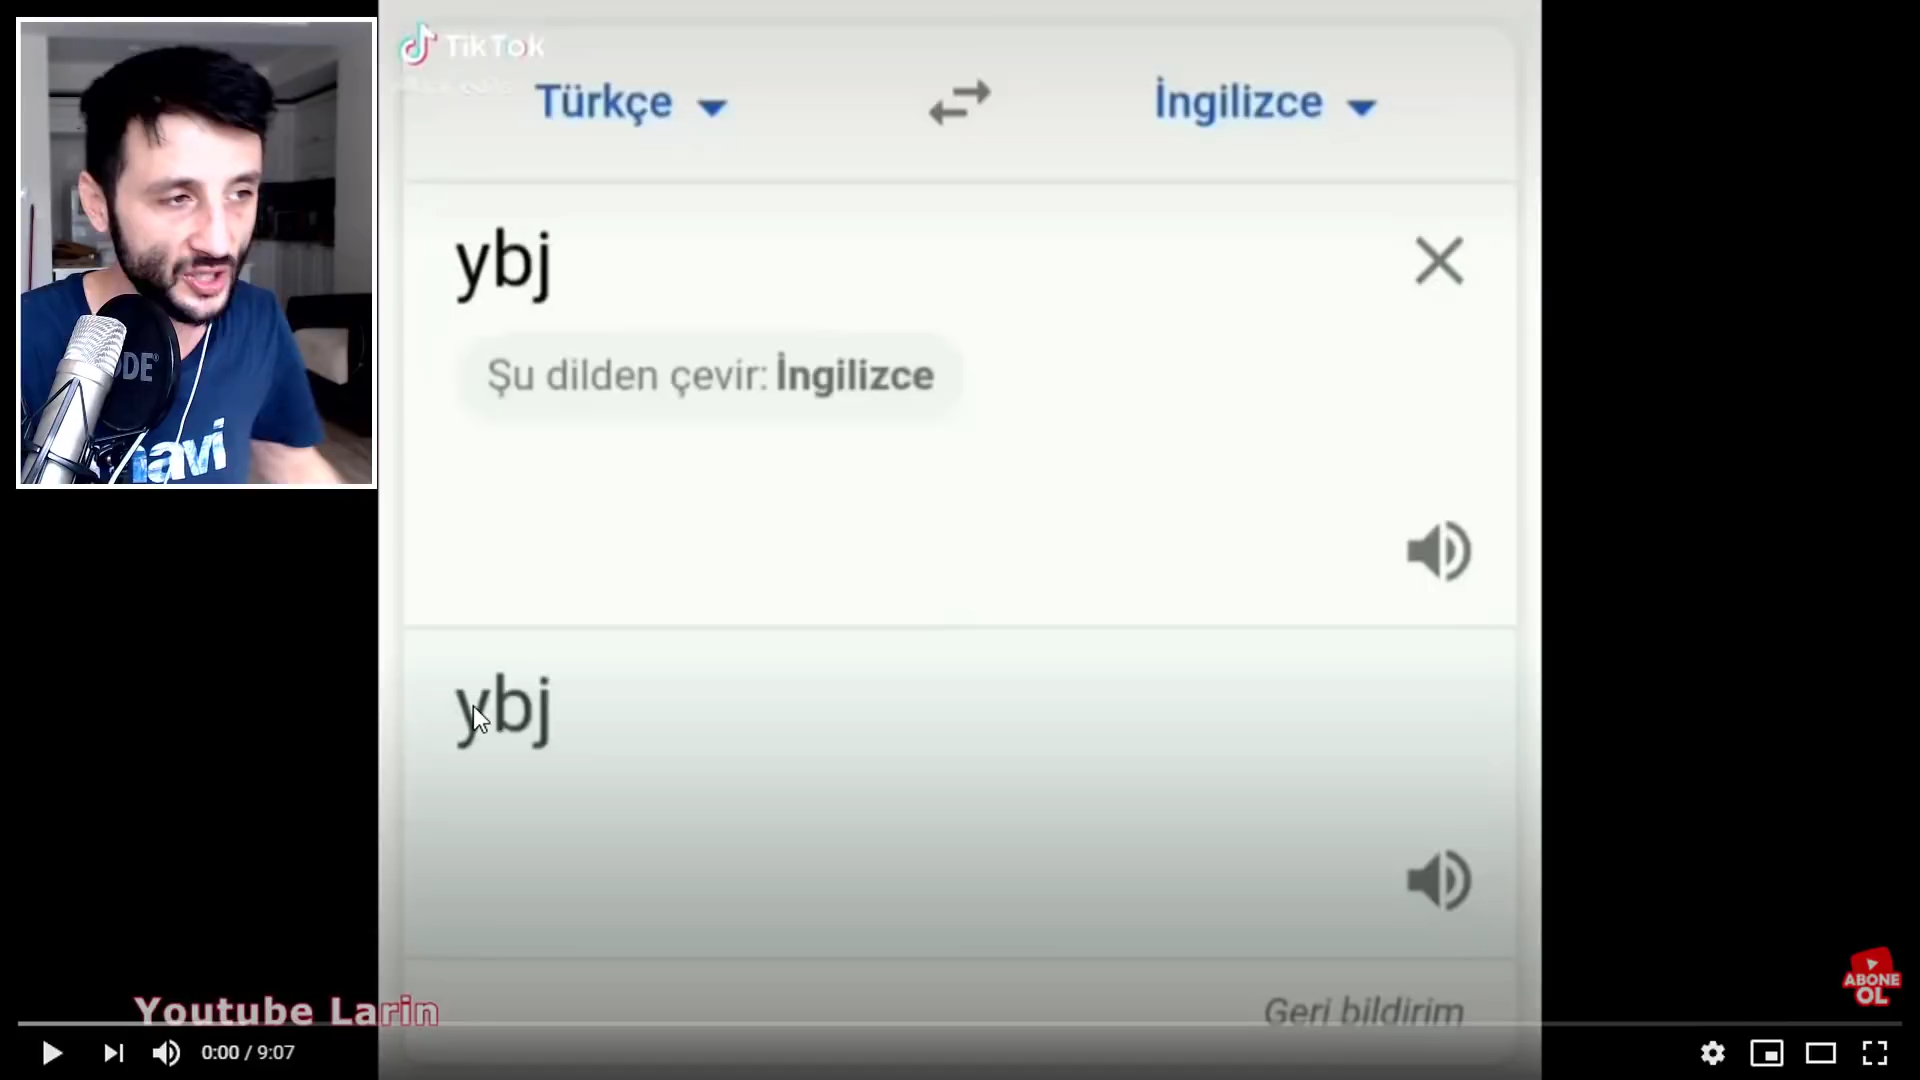 TikTok
Türkçe
İngilizce
ybj
Şu dilden çevir: İngilizce
ybj
Geri bildirim
DE
mavi
Youtube Larin
ABONE
OL
0:00 / 9:07